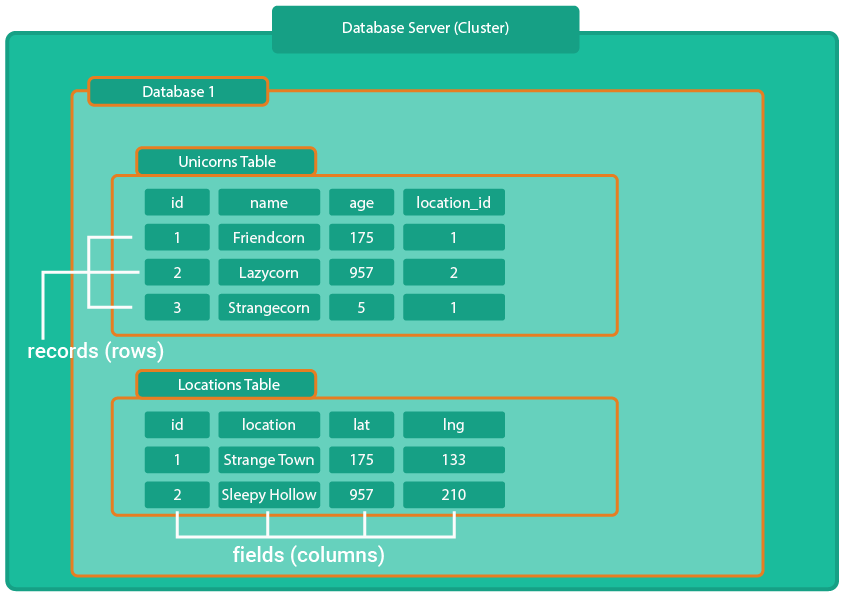 Database Server (Cluster)
Database 1
Unicorns Table
id name age location_id
1 Friendcorn 175 1
2 Lazycorn 957 2
3 Strangecorn 5 1
records (rows)
Locations Table
id location lat lng
1 Strange Town 175 133
2 Sleepy Hollow 957 210
fields (columns)